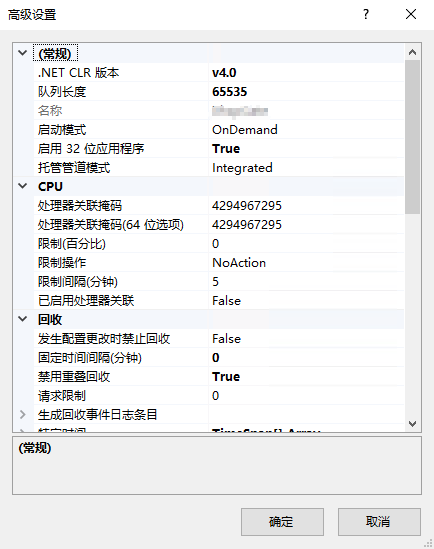 高级设置
(常规)
.NET CLR 版本 v4.0
队列长度 65535
名称
启动模式 OnDemand
启用 32 位应用程序 True
托管管道模式 Integrated
CPU
处理器关联掩码 4294967295
处理器关联掩码(64 位选项) 4294967295
限制(百分比) 0
限制操作 NoAction
限制间隔(分钟) 5
已启用处理器关联 False
回收
发生配置更改时禁止回收 False
固定时间间隔(分钟) 0
禁用重叠回收 True
请求限制 0
生成回收事件日志条目
特定时间 TimeSpan[] Array
(常规)
确定 取消